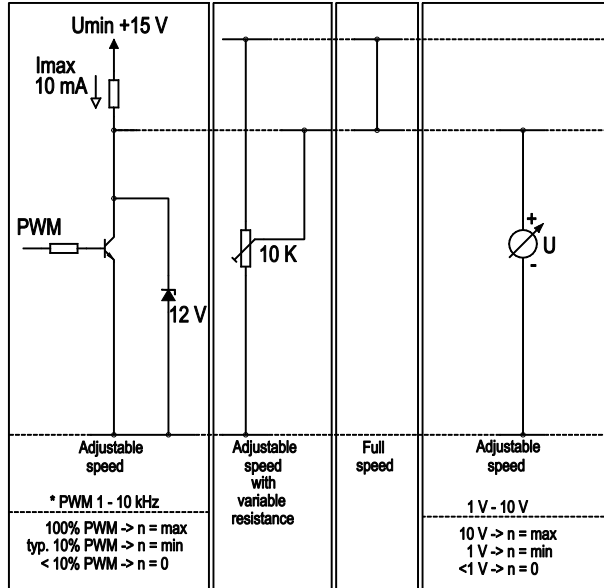 Umin +15 V
Imax
10 mA
PWM
12 V
Adjustable
speed
* PWM 1 - 10 kHz
100% PWM -> n = max
typ. 10% PWM -> n = min
< 10% PWM -> n = 0
10 K
Adjustable
speed
with
variable
resistance
Full
speed
+
U
-
Adjustable
speed
1 V - 10 V
10 V -> n = max
1 V -> n = min
<1 V -> n = 0